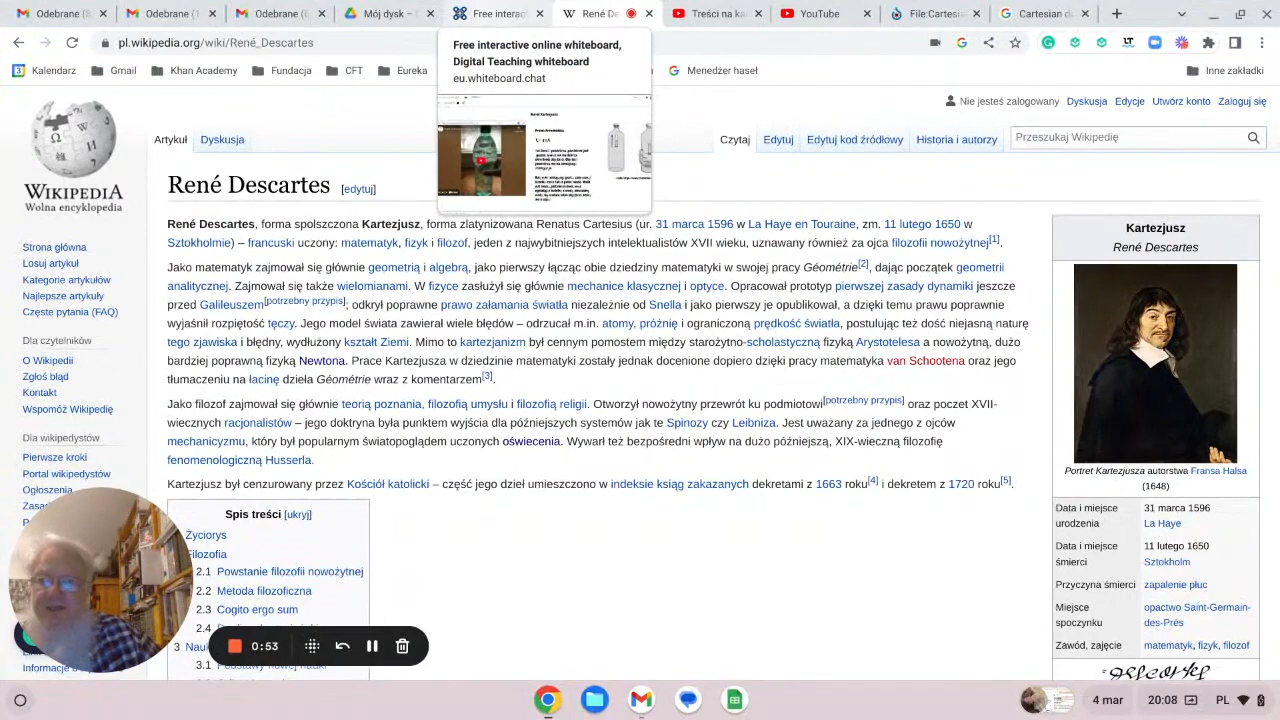 W René Des
Treści na kar
YouTube
Géométrie
Cartesian div
pl.wikipedia.org/wiki/René_Descartes
Free interactive online whiteboard,
Digital Teaching whiteboard
eu.whiteboard.chat
Kalendarz
Gmail
Khan Academy
Fundacja
CFT
Eureka
Menedżer haseł
Inne zakładki
Nie jesteś zalogowany
Dyskusja
Edycje
Utwórz konto
Zaloguj się
Artykuł
Dyskusja
Czytaj
Edytuj
Edytuj kod źródłowy
Historia i autorzy
Przeszukaj Wikipedię
WIKIPEDIA
Wolna encyklopedia
Kartezjusz
René Descartes [edytuj]
René Descartes, forma spolszczona Kartezjusz, forma zlatynizowana Renatus Cartesius (ur. 31 marca 1596 w La Haye en Touraine, zm. 11 lutego 1650 w
Sztokholmie) – francuski uczony: matematyk, fizyk i filozof, jeden z najwybitniejszych intelektualistów XVII wieku, uznawany również za ojca filozofii nowożytnej[1].
Jako matematyk zajmował się głównie geometrią i algebrą, jako pierwszy łącząc obie dziedziny matematyki w swojej pracy Géométrie[2], dając początek geometrii
analitycznej. Zajmował się także wielomianami. W fizyce zasłużył się głównie mechanice klasycznej i optyce. Opracował prototyp pierwszej zasady dynamiki jeszcze
przed Galileuszem[potrzebny przypis]; odkrył poprawne prawo załamania światła niezależnie od Snella i jako pierwszy je opublikował, a dzięki temu prawu poprawnie
wyjaśnił rozpiętość tęczy. Jego model świata zawierał wiele błędów – odrzucał m.in. atomy, próżnię i ograniczoną prędkość światła, postulując też dość niejasną naturę
tego zjawiska i błędny, wydłużony kształt Ziemi. Mimo to kartezjanizm był cennym pomostem między starożytno-scholastyczną fizyką Arystotelesa a nowożytną, dużo
bardziej poprawną fizyką Newtona. Prace Kartezjusza w dziedzinie matematyki zostały jednak docenione dopiero dzięki pracy matematyka van Schootena oraz jego
tłumaczeniu na łacinę dzieła Géométrie wraz z komentarzem[3].
Jako filozof zajmował się głównie teorią poznania, filozofią umysłu i filozofią religii. Otworzył nowożytny przewrót ku podmiotowi[potrzebny przypis] oraz poczet XVII-
wiecznych racjonalistów – jego doktryna była punktem wyjścia dla późniejszych systemów jak te Spinozy czy Leibniza. Jest uważany za jednego z ojców
mechanicyzmu, który był popularnym światopoglądem uczonych oświecenia. Wywarł też bezpośredni wpływ na dużo późniejszą, XIX-wieczną filozofię
fenomenologiczną Husserla.
Kartezjusz był cenzurowany przez Kościół katolicki – część jego dzieł umieszczono w indeksie ksiąg zakazanych dekretami z 1663 roku[4] i dekretem z 1720 roku[5].
Strona główna
Losuj artykuł
Kategorie artykułów
Najlepsze artykuły
Częste pytania (FAQ)
Dla czytelników
O Wikipedii
Zgłoś błąd
Kontakt
Wspomóż Wikipedię
Dla wikipedystów
Pierwsze kroki
Portal wikipedystów
Ogłoszenia
Zasa
Informacje o
Spis treści [ukryj]
Życiorys
Filozofia
2.1 Powstanie filozofii nowożytnej
2.2 Metoda filozoficzna
2.3 Cogito ergo sum
2.4
3 Nauk
3.1 Podstawy nowej nauki
0:53
Kartezjusz
René Descartes
Portret Kartezjusza autorstwa Fransa Halsa
(1648)
Data i miejsce urodzenia
31 marca 1596
La Haye
Data i miejsce śmierci
11 lutego 1650
Sztokholm
Przyczyna śmierci
zapalenie płuc
Miejsce spoczynku
opactwo Saint-Germain-des-Prés
Zawód, zajęcie
matematyk, fizyk, filozof
4 mar
20:08
PL